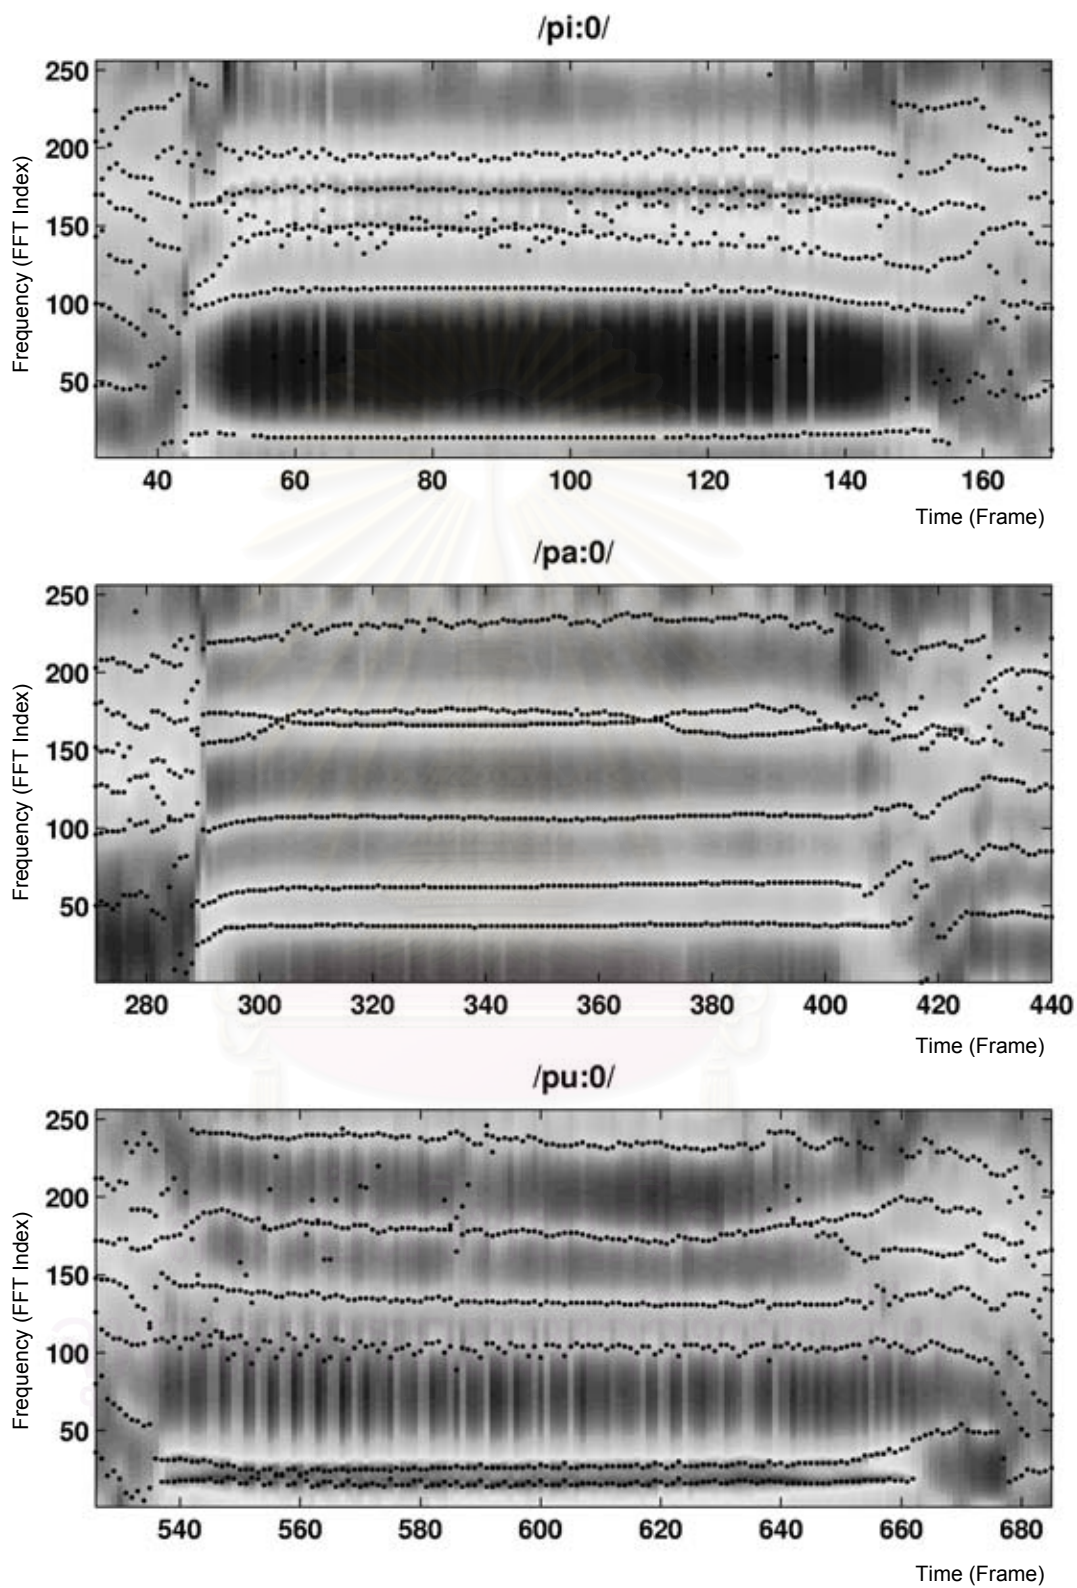 /pi:0/
250
200
150
100
50
Frequency (FFT Index)
40 60 80 100 120 140 160
Time (Frame)
/pa:0/
250
200
150
100
50
Frequency (FFT Index)
280 300 320 340 360 380 400 420 440
Time (Frame)
/pu:0/
250
200
150
100
50
Frequency (FFT Index)
540 560 580 600 620 640 660 680
Time (Frame)